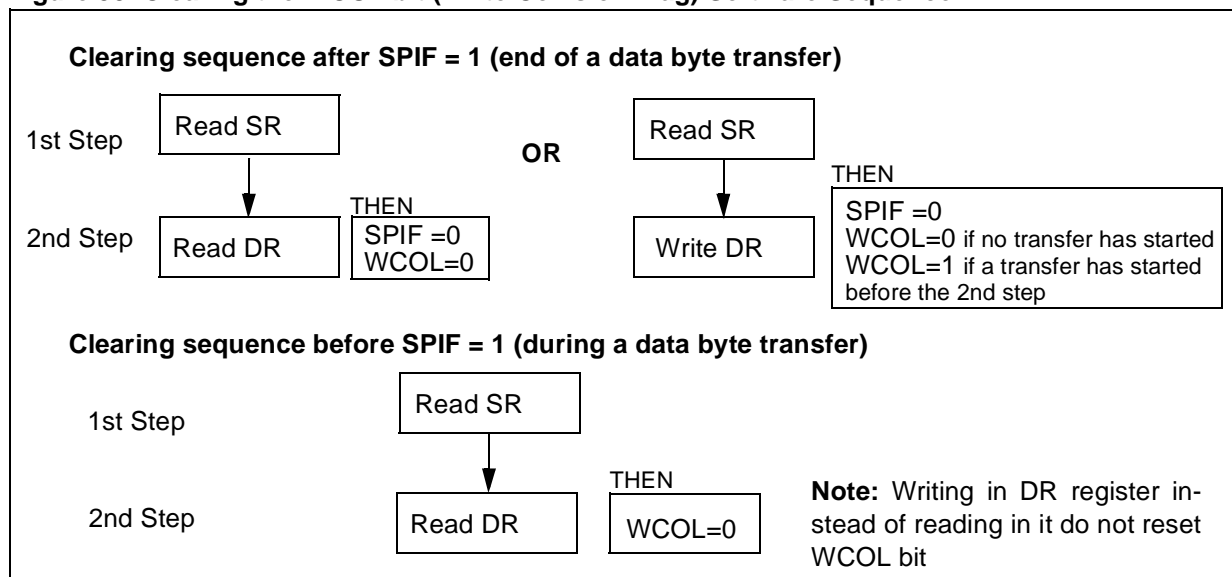 Clearing sequence after SPIF = 1 (end of a data byte transfer)
1st Step
Read SR
OR
Read SR
THEN
2nd Step
Read DR
THEN
SPIF =0
WCOL=0
Write DR
SPIF =0
WCOL=0 if no transfer has started
WCOL=1 if a transfer has started
before the 2nd step
Clearing sequence before SPIF = 1 (during a data byte transfer)
1st Step
Read SR
2nd Step
Read DR
THEN
WCOL=0
Note: Writing in DR register in-
stead of reading in it do not reset
WCOL bit